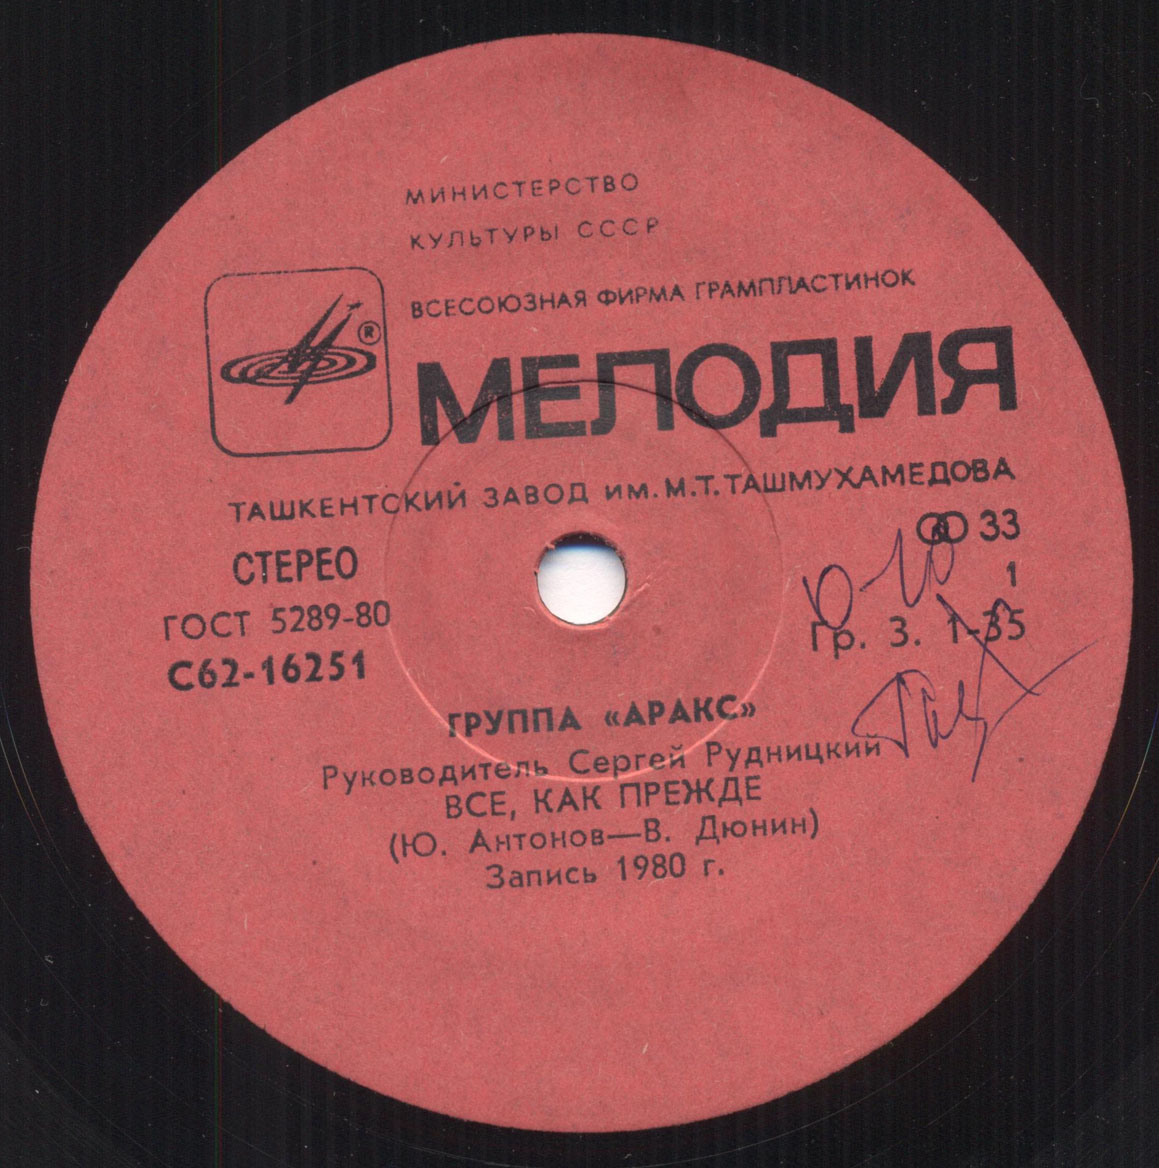 МИНИСТЕРСТВО
КУЛЬТУРЫ СССР
ВСЕСОЮЗНАЯ ФИРМА ГРАМПЛАСТИНОК
®
МЕЛОДИЯ
ТАШКЕНТСКИЙ ЗАВОД ИМ. М.Т. ТАШМУХАМЕДОВА
СТЕРЕО
33
ГОСТ 5289-80
1
С62-16251
Гр. 3. 1-35
ГРУППА «АРАКС»
Руководитель Сергей Рудницкий
ВСЕ, КАК ПРЕЖДЕ
(Ю. Антонов—В. Дюнин)
Запись 1980 г.